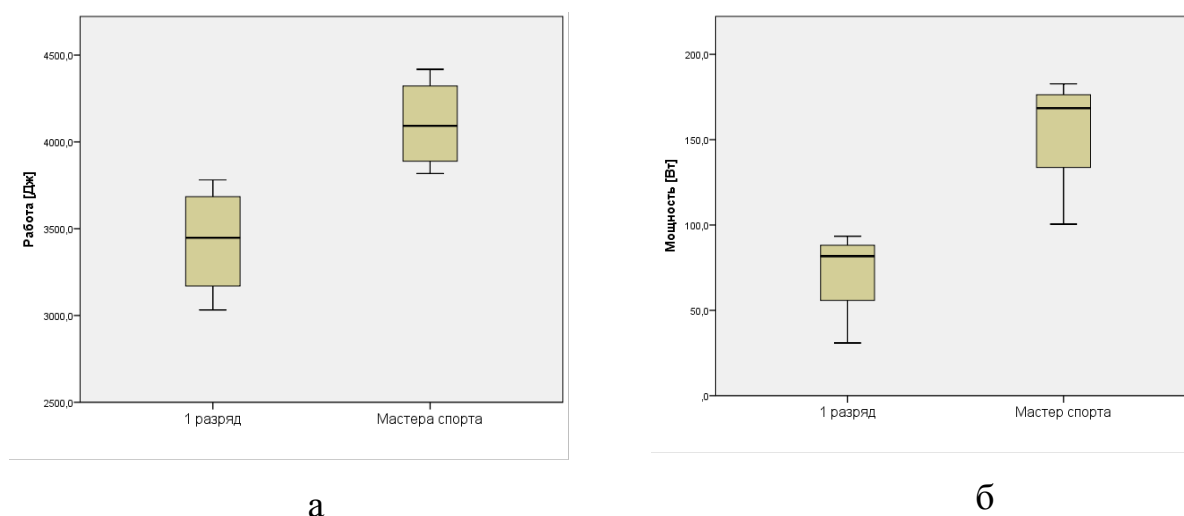 4500,0
4000,0
3500,0
3000,0
2500,0
Работа [Дж]
1 разряд
Мастера спорта
а
200,0
150,0
100,0
50,0
,0
Мощность [Вт]
1 разряд
Мастер спорта
б